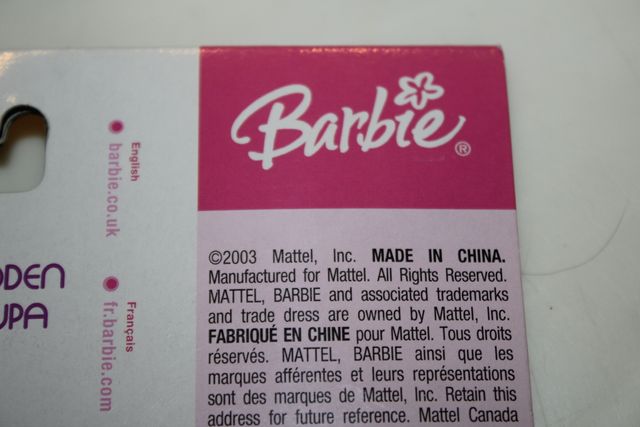 Barbie®
English
barbie.co.uk
Français
fr.barbie.com
©2003 Mattel, Inc. MADE IN CHINA.
Manufactured for Mattel. All Rights Reserved.
MATTEL, BARBIE and associated trademarks
and trade dress are owned by Mattel, Inc.
FABRIQUÉ EN CHINE pour Mattel. Tous droits
réservés. MATTEL, BARBIE ainsi que les
marques afférentes et leurs représentations
sont des marques de Mattel, Inc. Retain this
address for future reference. Mattel Canada